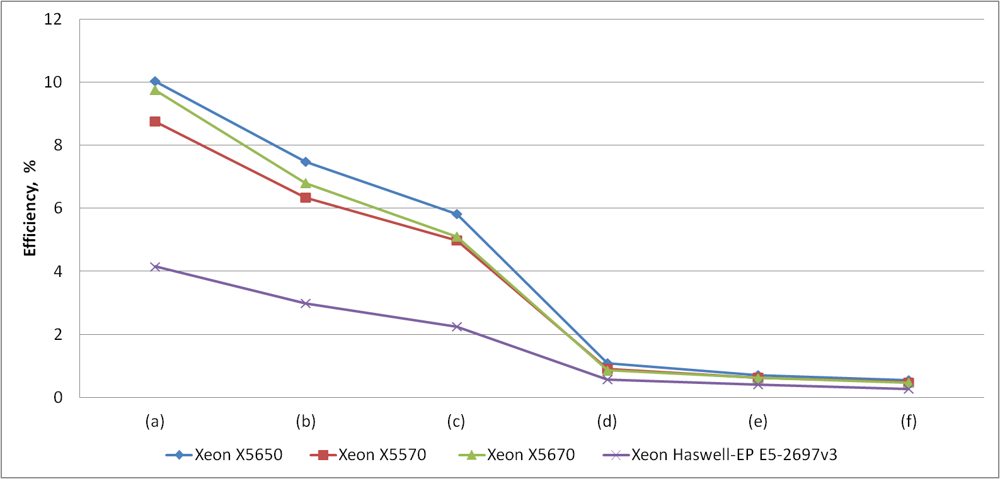 12
10
8
6
4
2
0
Efficiency, %
(a) (b) (c) (d) (e) (f)
Xeon X5650 Xeon X5570 Xeon X5670 Xeon Haswell-EP E5-2697v3